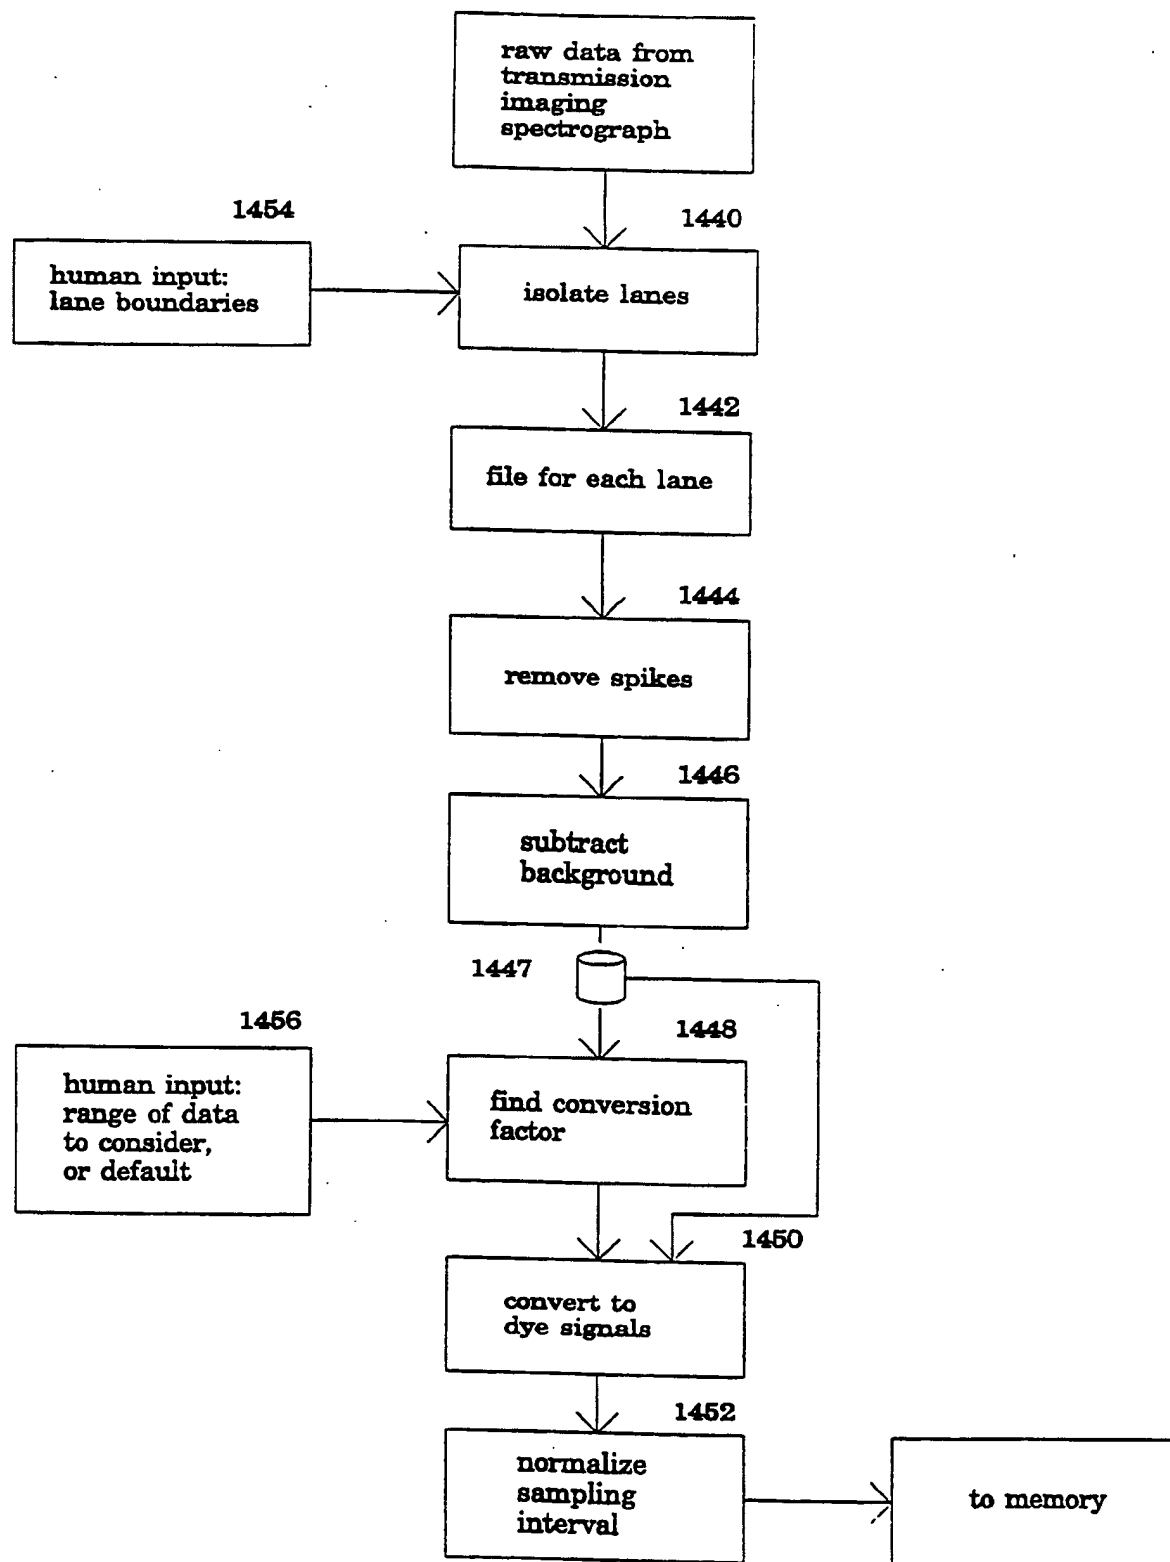 raw data from
transmission
imaging
spectrograph
1454
1440
human input:
lane boundaries
isolate lanes
1442
file for each lane
1444
remove spikes
1446
subtract
background
1447
1456
1448
human input:
range of data
to consider,
or default
find conversion
factor
1450
convert to
dye signals
1452
normalize
sampling
interval
to memory